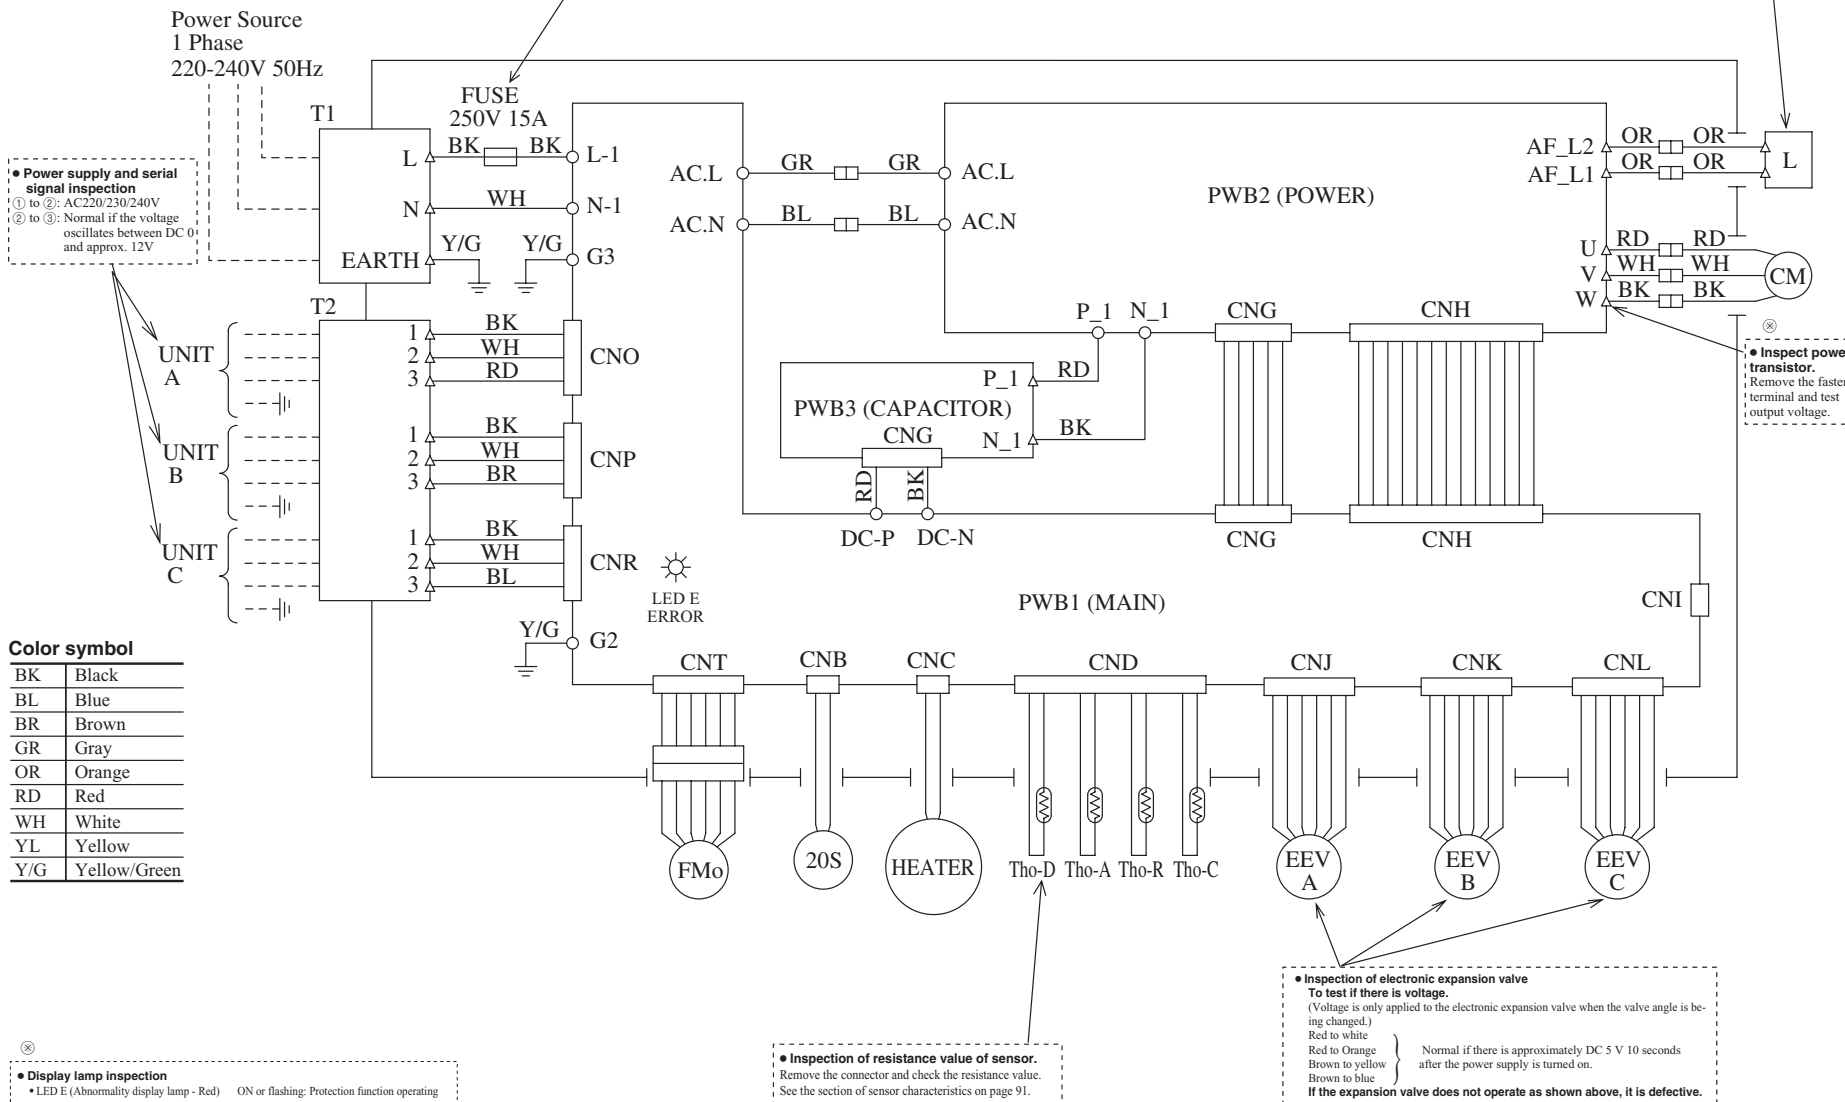 Power Source
1 Phase
220-240V 50Hz
T1
FUSE
250V 15A
L
BK
BK
L-1
N
WH
N-1
EARTH
Y/G
Y/G
G3
AC.L
GR
GR
AC.L
AC.N
BL
BL
AC.N
PWB2 (POWER)
AF_L2
OR
OR
AF_L1
OR
OR
L
U
RD
RD
V
WH
WH
W
BK
BK
CM
● Power supply and serial
signal inspection
① to ②: AC220/230/240V
② to ③: Normal if the voltage
oscillates between DC 0
and approx. 12V
T2
UNIT
A
1
BK
2
WH
3
RD
CNO
UNIT
B
1
BK
2
WH
3
BR
CNP
UNIT
C
1
BK
2
WH
3
BL
CNR
Y/G
G2
P_1
N_1
CNG
CNH
P_1
RD
PWB3 (CAPACITOR)
CNG
N_1
BK
RD
BK
DC-P
DC-N
CNG
CNH
※
● Inspect powe
transistor.
Remove the faster
terminal and test
output voltage.
LED E
ERROR
PWB1 (MAIN)
CNI
CNT
CNB
CNC
CND
CNJ
CNK
CNL
FMo
20S
HEATER
Tho-D
Tho-A
Tho-R
Tho-C
EEV
A
EEV
B
EEV
C
Color symbol
BK Black
BL Blue
BR Brown
GR Gray
OR Orange
RD Red
WH White
YL Yellow
Y/G Yellow/Green
※
● Display lamp inspection
• LED E (Abnormality display lamp - Red) ON or flashing: Protection function operating
● Inspection of resistance value of sensor.
Remove the connector and check the resistance value.
See the section of sensor characteristics on page 91.
● Inspection of electronic expansion valve
To test if there is voltage.
(Voltage is only applied to the electronic expansion valve when the valve angle is be-
ing changed.)
Red to white
Red to Orange
Brown to yellow
Brown to blue
Normal if there is approximately DC 5 V 10 seconds
after the power supply is turned on.
If the expansion valve does not operate as shown above, it is defective.